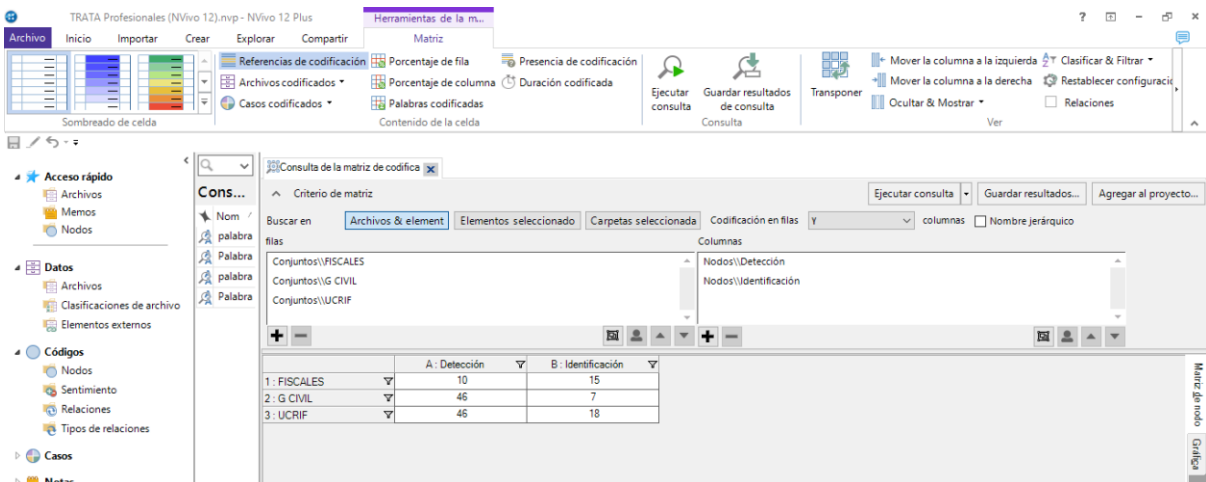 TRATA Profesionales (NVivo 12).nvp - NVivo 12 Plus
Herramientas de la m...
?
Archivo Inicio Importar Crear Explorar Compartir Matriz
Referencias de codificación Porcentaje de fila Presencia de codificación
Archivos codificados Porcentaje de columna Duración codificada
Casos codificados Palabras codificadas
Ejecutar consulta
Guardar resultados de consulta
Transponer
Mover la columna a la izquierda Clasificar & Filtrar
Mover la columna a la derecha Restablecer configuració
Ocultar & Mostrar Relaciones
Sombreado de celda Contenido de la celda Consulta Ver
Acceso rápido
Archivos
Memos
Nodos
Datos
Archivos
Clasificaciones de archivo
Elementos externos
Códigos
Nodos
Sentimiento
Relaciones
Tipos de relaciones
Casos
Notas
Cons...
Nom
palabra
Palabra
palabra
Palabra
Consulta de la matriz de codifica
Criterio de matriz Ejecutar consulta Guardar resultados... Agregar al proyecto...
Buscar en Archivos & element Elementos seleccionado Carpetas seleccionada Codificación en filas Y columnas Nombre jerárquico
filas Columnas
Conjuntos\\FISCALES Nodos\\Detección
Conjuntos\\G CIVIL Nodos\\Identificación
Conjuntos\\UCRIF
A : Detección B : Identificación
1 : FISCALES 10 15
2 : G CIVIL 46 7
3 : UCRIF 46 18
Matriz de nodo
Gráfica